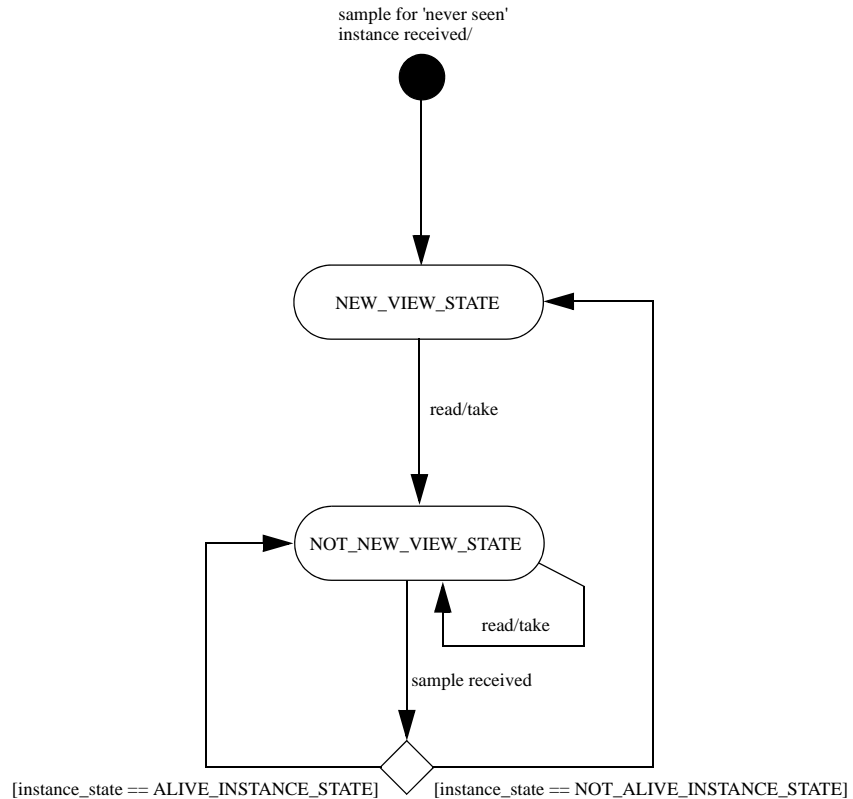 sample for 'never seen'
instance received/
NEW_VIEW_STATE
read/take
NOT_NEW_VIEW_STATE
read/take
sample received
[instance_state == ALIVE_INSTANCE_STATE]
[instance_state == NOT_ALIVE_INSTANCE_STATE]